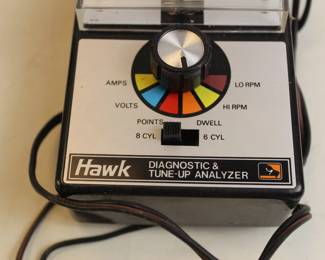 AMPS LO RPM
VOLTS HI RPM
POINTS DWELL
8 CYL 6 CYL
Hawk DIAGNOSTIC &
TUNE-UP ANALYZER